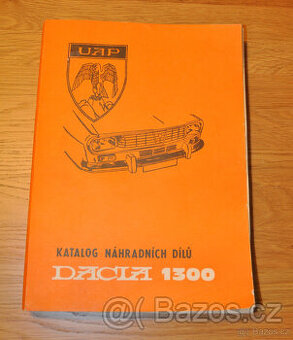 UAP
KATALOG NÁHRADNÍCH DÍLŮ
DACIA 1300
Bazos.cz